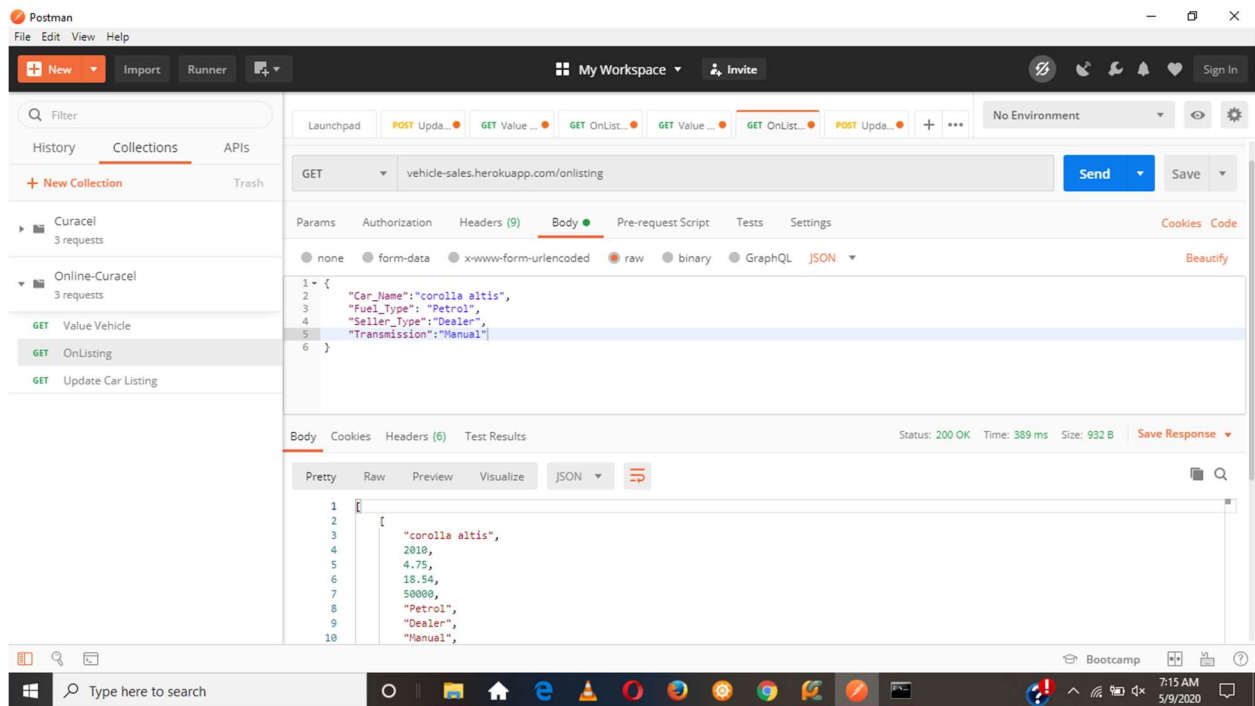 Postman
File Edit View Help
New Import Runner My Workspace Invite Sign In
Filter
History Collections APIs
+ New Collection Trash
Curacel
3 requests
Online-Curacel
3 requests
GET Value Vehicle
GET OnListing
GET Update Car Listing
Launchpad POST Upda... GET Value ... GET OnList... GET Value ... GET OnList... POST Upda... + ••• No Environment
GET vehicle-sales.herokuapp.com/onlisting Send Save
Params Authorization Headers (9) Body Pre-request Script Tests Settings Cookies Code
none form-data x-www-form-urlencoded raw binary GraphQL JSON Beautify
1 {
2 "Car_Name":"corolla altis",
3 "Fuel_Type": "Petrol",
4 "Seller_Type":"Dealer",
5 "Transmission":"Manual"
6 }
Body Cookies Headers (6) Test Results Status: 200 OK Time: 389 ms Size: 932 B Save Response
Pretty Raw Preview Visualize JSON
1 [
2 [
3 "corolla altis",
4 2010,
5 4.75,
6 18.54,
7 50000,
8 "Petrol",
9 "Dealer",
10 "Manual",
Bootcamp
Type here to search
7:15 AM
5/9/2020